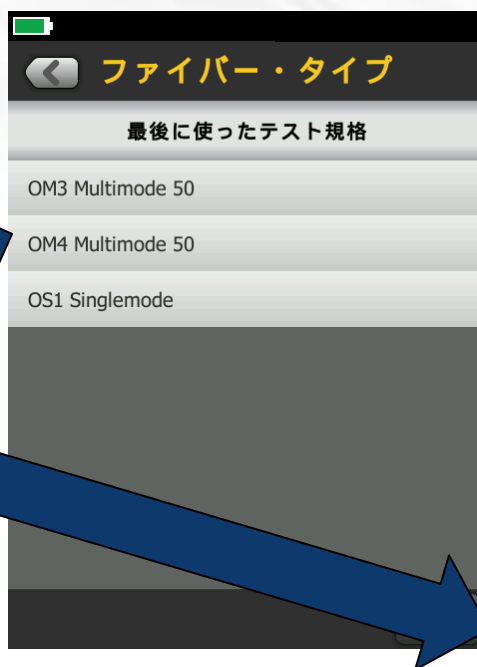 ファイバー・タイプ
最後に使ったテスト規格
OM3 Multimode 50
OM4 Multimode 50
OS1 Singlemode